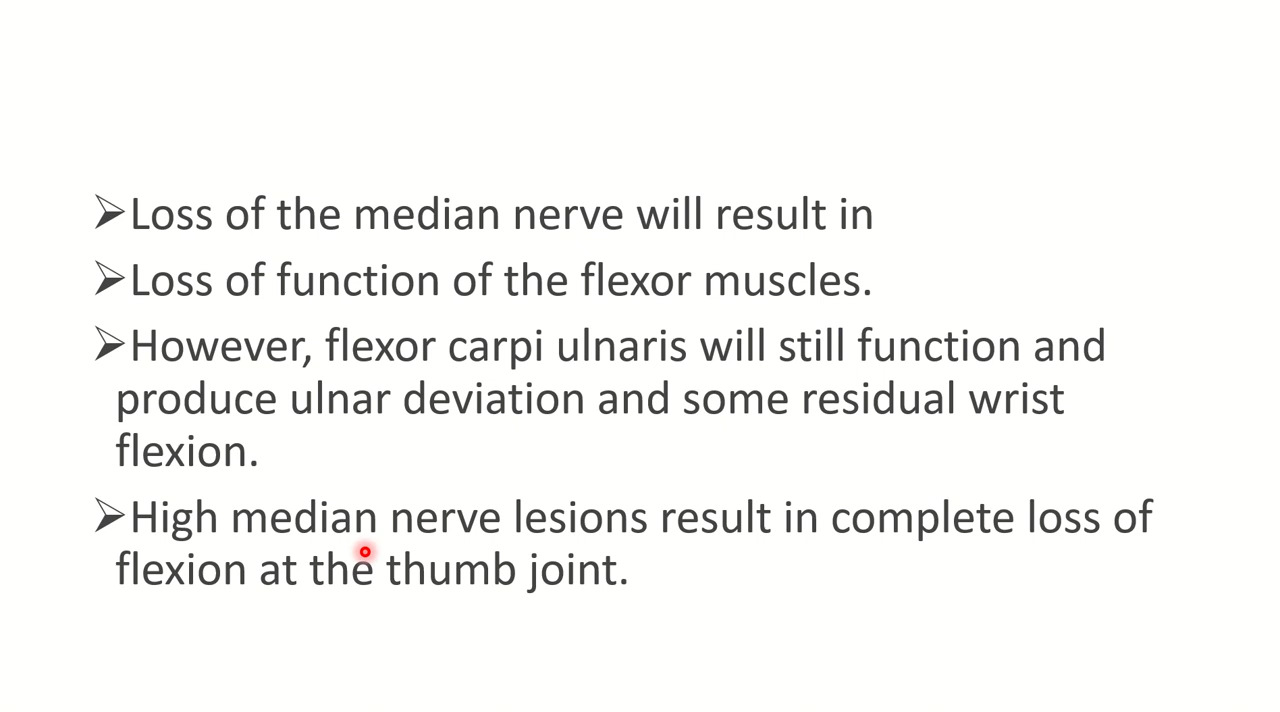 ➢Loss of the median nerve will result in
➢Loss of function of the flexor muscles.
➢However, flexor carpi ulnaris will still function and
produce ulnar deviation and some residual wrist
flexion.
➢High median nerve lesions result in complete loss of
flexion at the thumb joint.